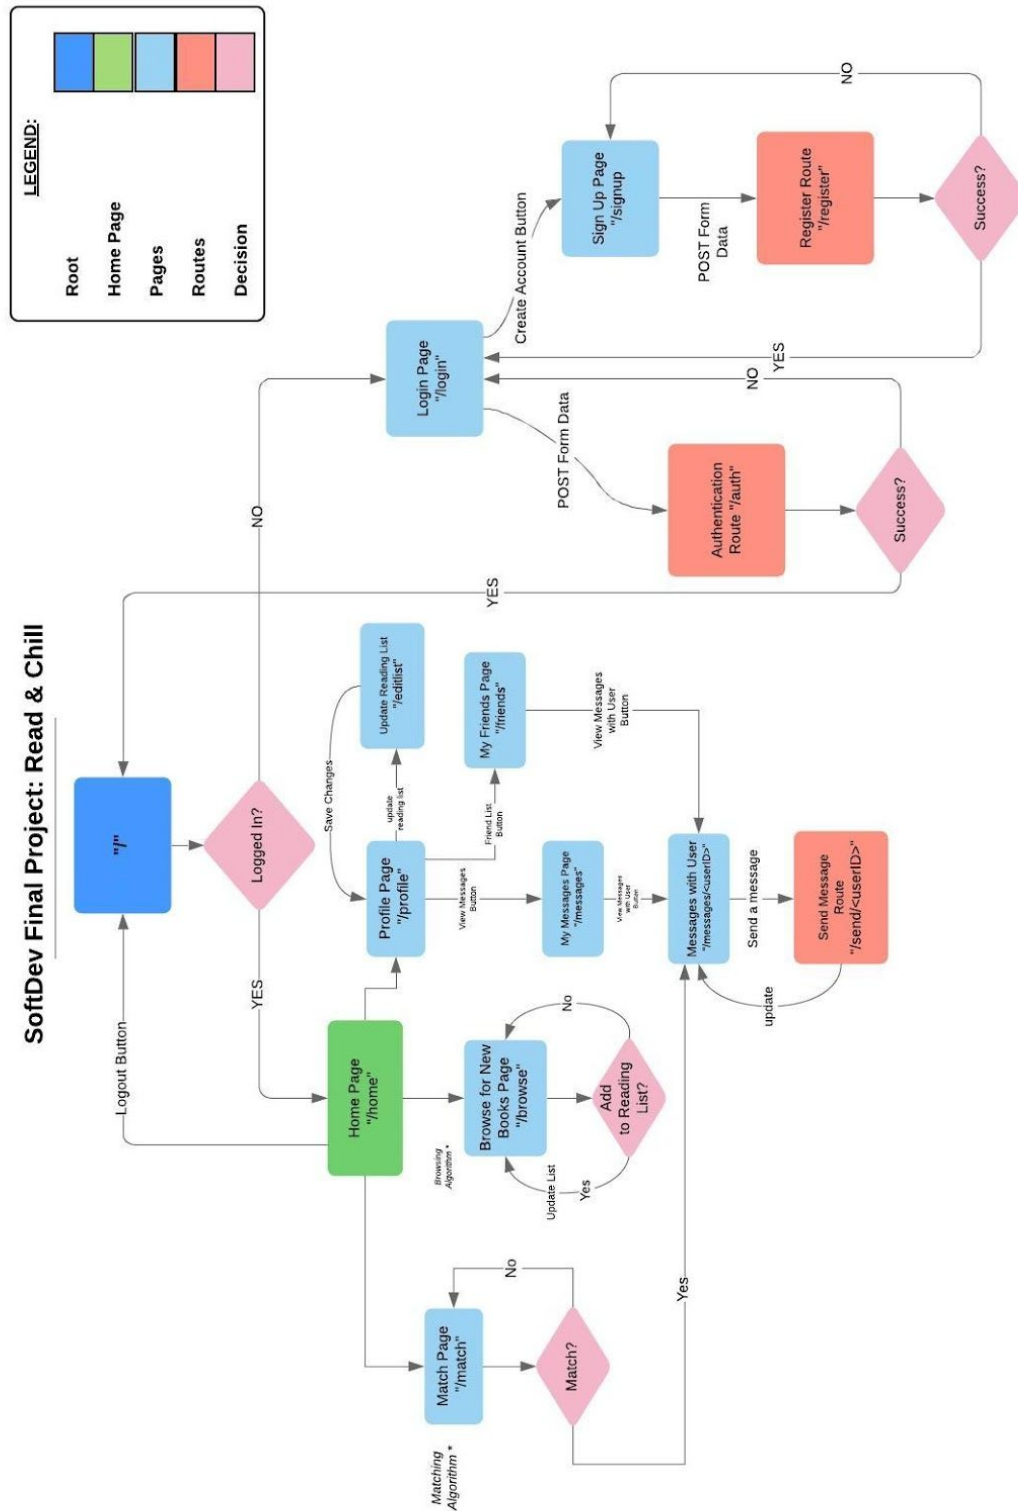 SoftDev Final Project: Read & Chill
LEGEND:
Root
Home Page
Pages
Routes
Decision
"/"
Logout Button
Logged In?
YES
NO
YES
Home Page
"/home"
Profile Page
"/profile"
Save Changes
update
reading list
Update Reading List
"/editlist"
Friend List
Button
My Friends Page
"/friends"
View Messages
Button
My Messages Page
"/messages"
View Messages
with User
Button
View Messages
with User
Button
Messages with User
"/messages/<userID>"
Send a message
Send Message
Route
"/send/<userID>"
update
Browsing
Algorithm *
Browse for New
Books Page
"/browse"
Add
to Reading
List?
No
Update List
Yes
Matching
Algorithm *
Match Page
"/match"
Match?
No
Yes
Login Page
"/login"
POST Form Data
Authentication
Route "/auth"
Success?
NO
Create Account Button
Sign Up Page
"/signup
POST Form
Data
Register Route
"/register"
Success?
NO
YES